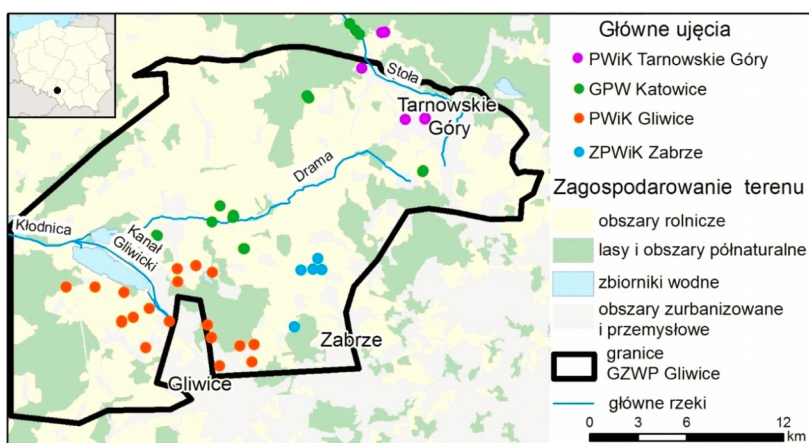 Stoła
Tarnowskie
Góry
Drama
Kłodnica
Kanał
Gliwicki
Zabrze
Gliwice
Główne ujęcia
PWiK Tarnowskie Góry
GPW Katowice
PWiK Gliwice
ZPWiK Zabrze
Zagospodarowanie terenu
obszary rolnicze
lasy i obszary półnaturalne
zbiorniki wodne
obszary zurbanizowane
i przemysłowe
granice
GZWP Gliwice
główne rzeki
0 3 6 12
km